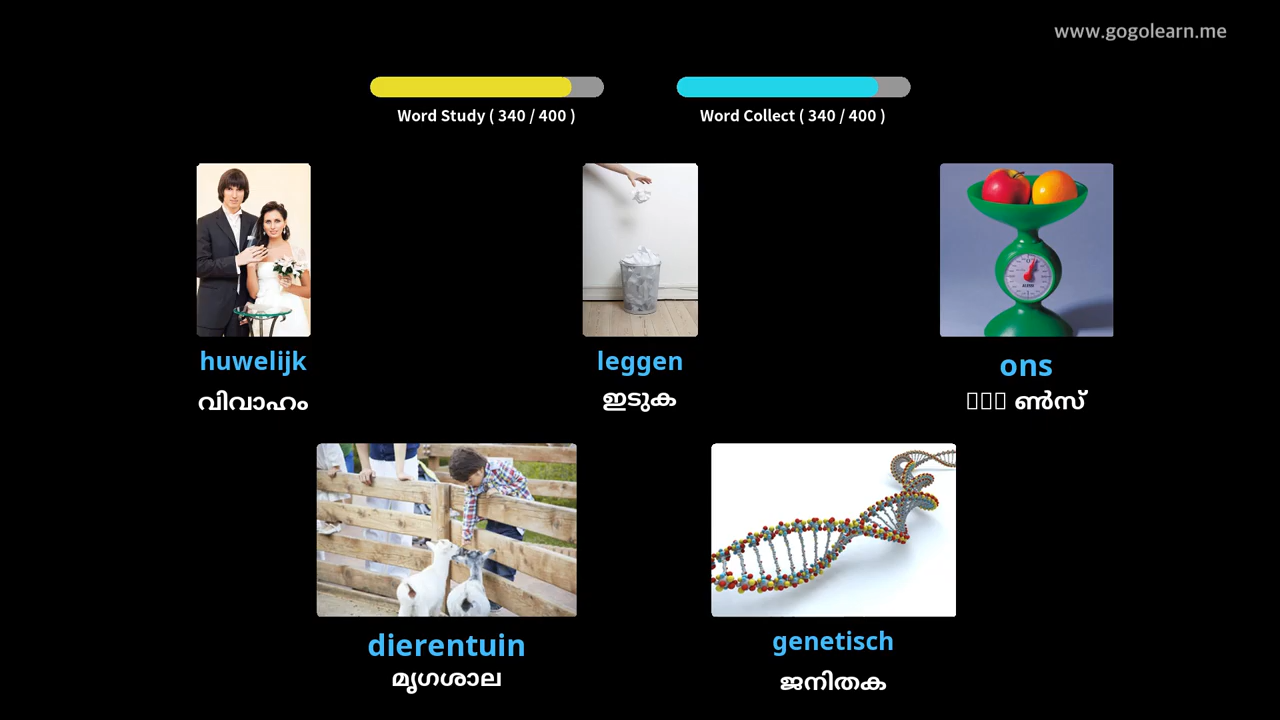 www.gogolearn.me
Word Study ( 340 / 400 )
Word Collect ( 340 / 400 )
huwelijk
leggen
ons
വിവാഹം
ഇടുക
ൺസ്
dierentuin
genetisch
മൃഗശാല
ജനിതക